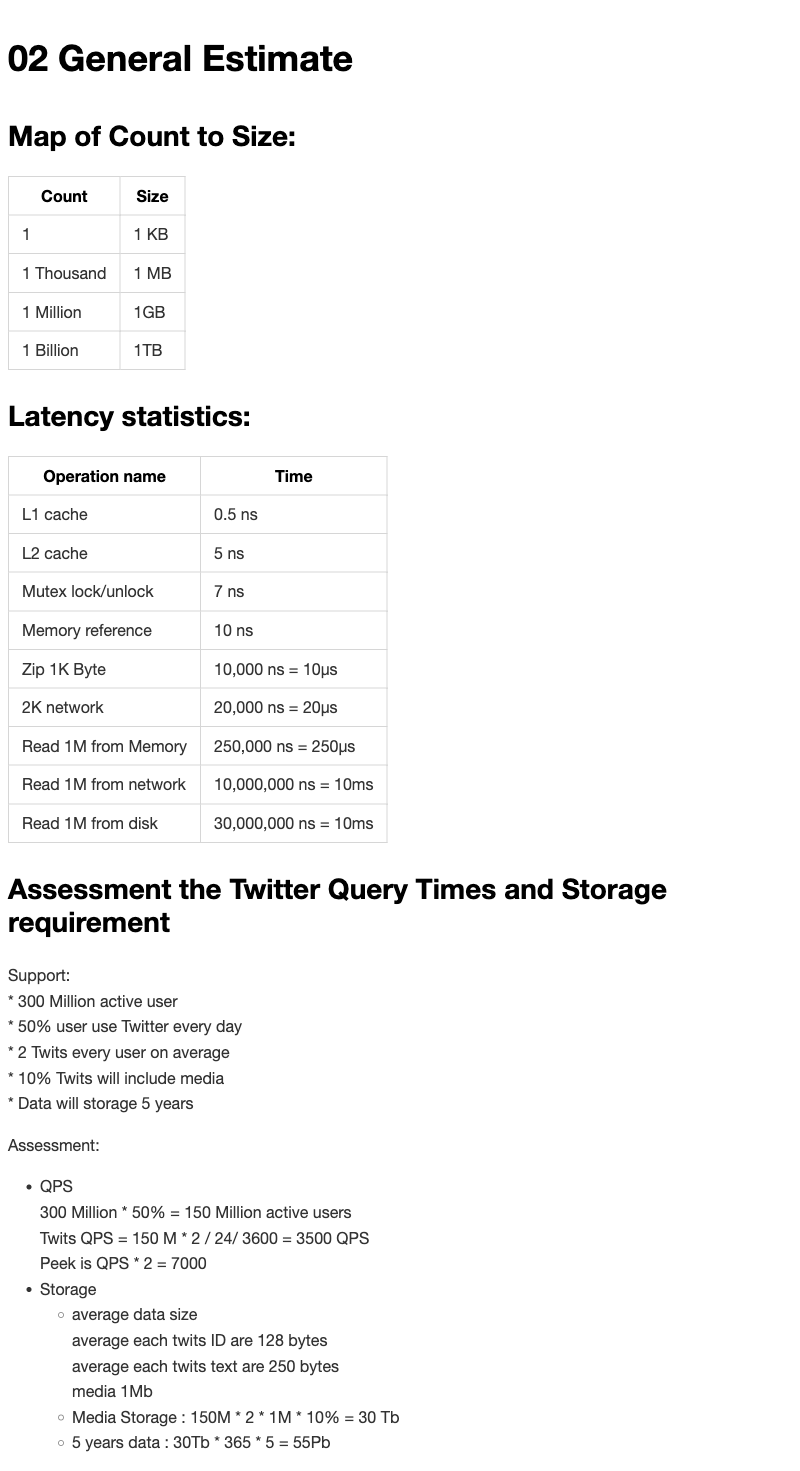 02 General Estimate
Map of Count to Size:
Count Size
1 1 KB
1 Thousand 1 MB
1 Million 1GB
1 Billion 1TB
Latency statistics:
Operation name Time
L1 cache 0.5 ns
L2 cache 5 ns
Mutex lock/unlock 7 ns
Memory reference 10 ns
Zip 1K Byte 10,000 ns = 10μs
2K network 20,000 ns = 20μs
Read 1M from Memory 250,000 ns = 250μs
Read 1M from network 10,000,000 ns = 10ms
Read 1M from disk 30,000,000 ns = 10ms
Assessment the Twitter Query Times and Storage
requirement
Support:
* 300 Million active user
* 50% user use Twitter every day
* 2 Twits every user on average
* 10% Twits will include media
* Data will storage 5 years
Assessment:
• QPS
300 Million * 50% = 150 Million active users
Twits QPS = 150 M * 2 / 24/ 3600 = 3500 QPS
Peek is QPS * 2 = 7000
• Storage
○ average data size
average each twits ID are 128 bytes
average each twits text are 250 bytes
media 1Mb
○ Media Storage : 150M * 2 * 1M * 10% = 30 Tb
○ 5 years data : 30Tb * 365 * 5 = 55Pb